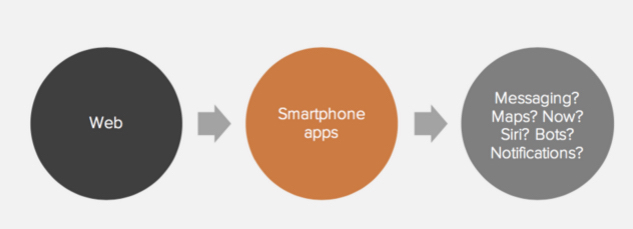 Web
Smartphone
apps
Messaging?
Maps? Now?
Siri? Bots?
Notifications?